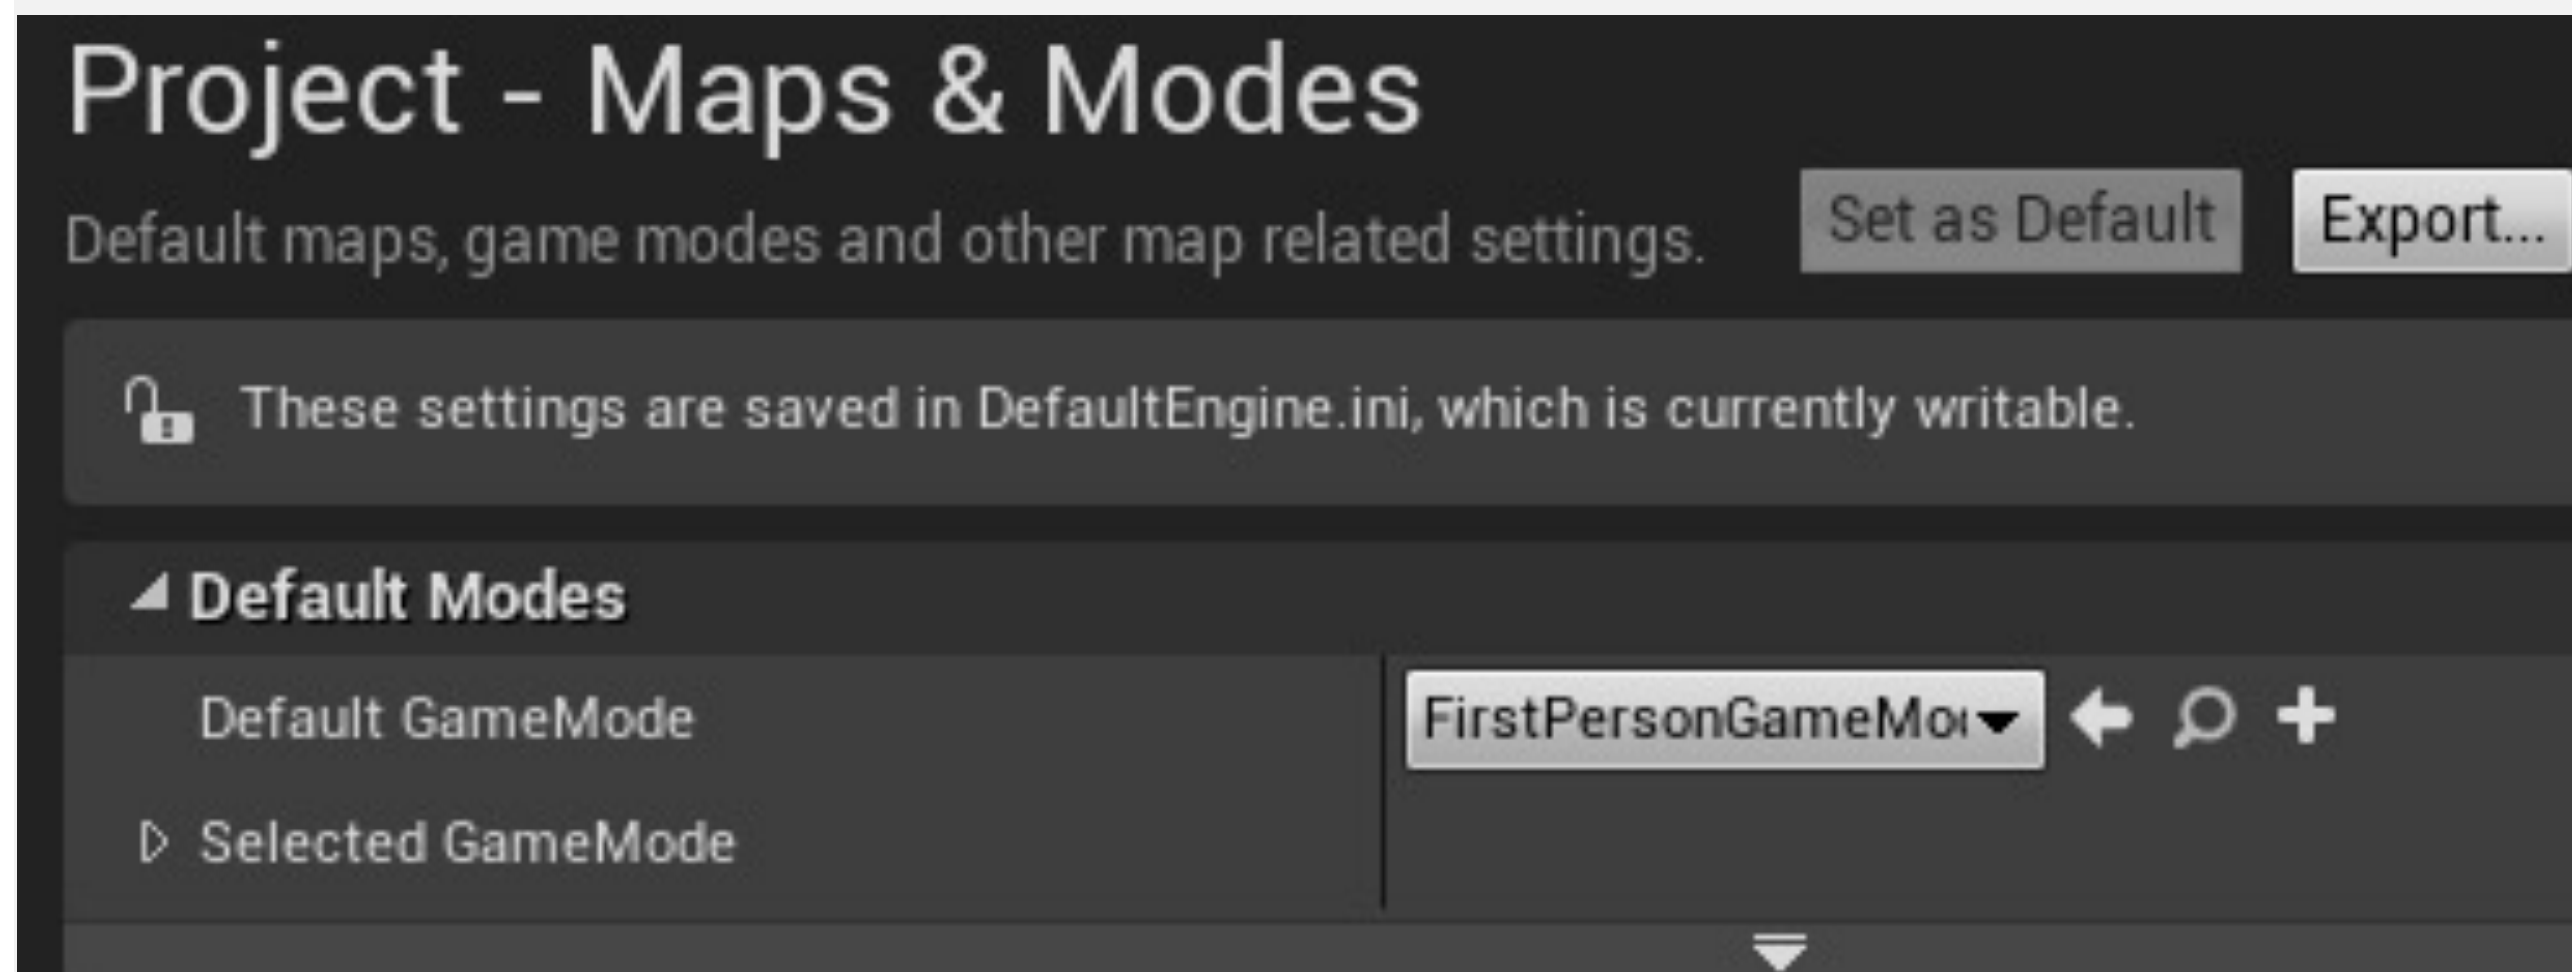 Project - Maps & Modes
Default maps, game modes and other map related settings.
Set as Default
Export...
These settings are saved in DefaultEngine.ini, which is currently writable.
Default Modes
Default GameMode
FirstPersonGameMo
Selected GameMode